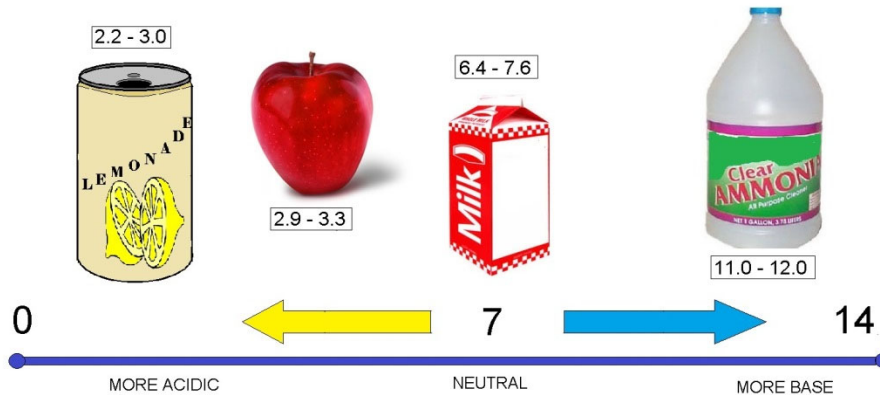 2.2 - 3.0
LEMONADE
2.9 - 3.3
6.4 - 7.6
Milk
Clear
AMMONIA
All Purpose Cleaner
11.0 - 12.0
0
7
14
MORE ACIDIC
NEUTRAL
MORE BASE